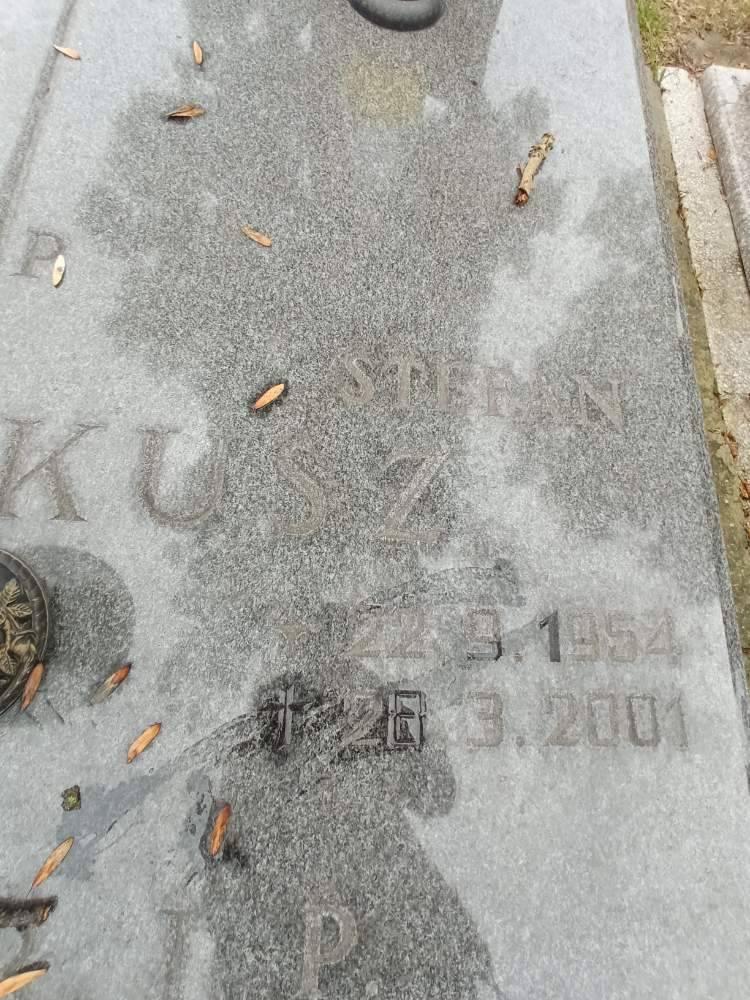 P
STEFAN
KUSZ
* 22.9.1954
† 28.3.2001
I P